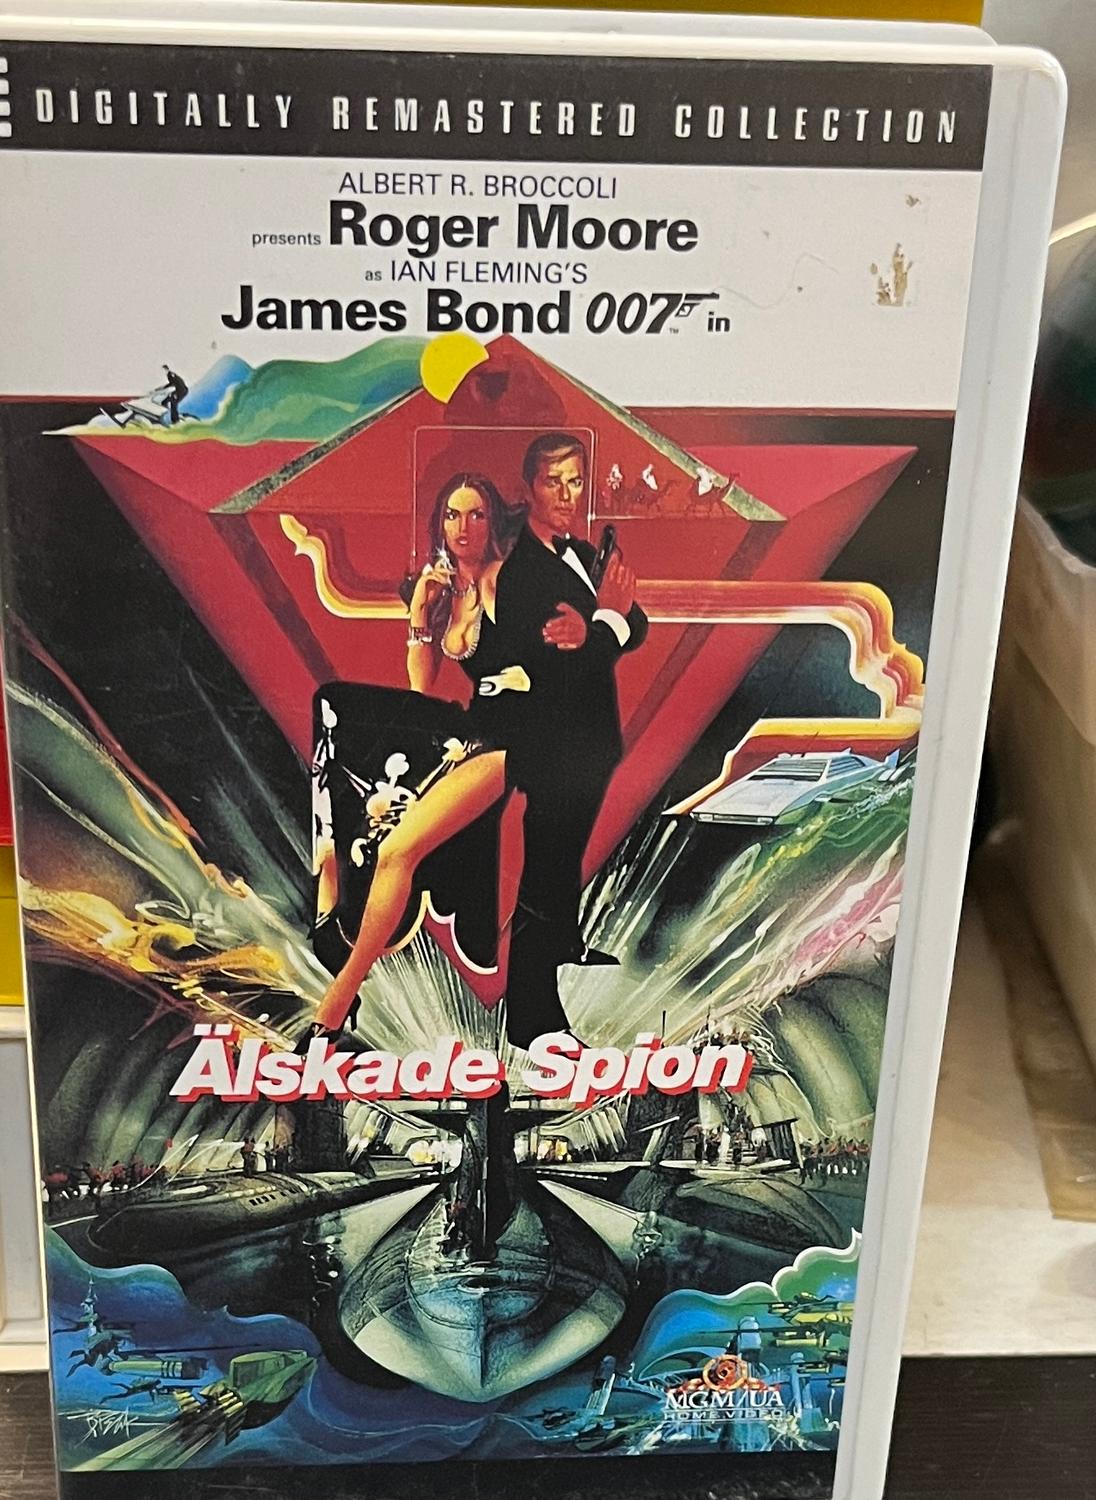 DIGITALLY REMASTERED COLLECTION
ALBERT R. BROCCOLI
presents Roger Moore
as IAN FLEMING'S
James Bond 007™ in
Älskade Spion
MGM/UA
HOME VIDEO